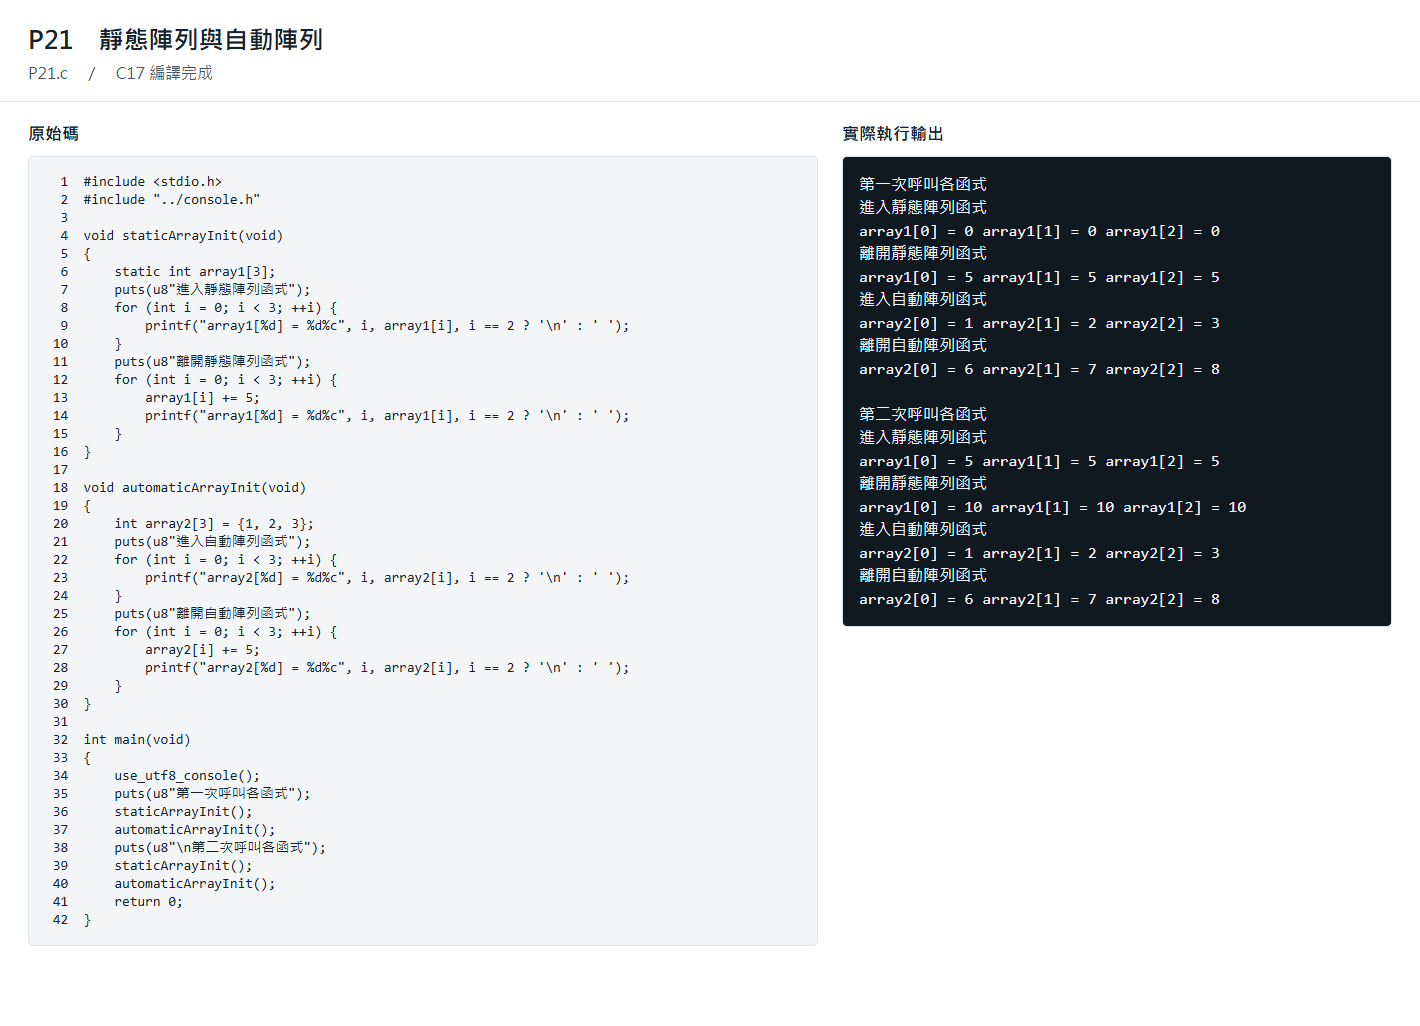 P21　靜態陣列與自動陣列
P21.c / C17 編譯完成
原始碼
1 #include <stdio.h>
2 #include "../console.h"
3
4 void staticArrayInit(void)
5 {
6     static int array1[3];
7     puts(u8"進入靜態陣列函式");
8     for (int i = 0; i < 3; ++i) {
9         printf("array1[%d] = %d%c", i, array1[i], i == 2 ? '\n' : ' ');
10     }
11     puts(u8"離開靜態陣列函式");
12     for (int i = 0; i < 3; ++i) {
13         array1[i] += 5;
14         printf("array1[%d] = %d%c", i, array1[i], i == 2 ? '\n' : ' ');
15     }
16 }
17
18 void automaticArrayInit(void)
19 {
20     int array2[3] = {1, 2, 3};
21     puts(u8"進入自動陣列函式");
22     for (int i = 0; i < 3; ++i) {
23         printf("array2[%d] = %d%c", i, array2[i], i == 2 ? '\n' : ' ');
24     }
25     puts(u8"離開自動陣列函式");
26     for (int i = 0; i < 3; ++i) {
27         array2[i] += 5;
28         printf("array2[%d] = %d%c", i, array2[i], i == 2 ? '\n' : ' ');
29     }
30 }
31
32 int main(void)
33 {
34     use_utf8_console();
35     puts(u8"第一次呼叫各函式");
36     staticArrayInit();
37     automaticArrayInit();
38     puts(u8"\n第二次呼叫各函式");
39     staticArrayInit();
40     automaticArrayInit();
41     return 0;
42 }
實際執行輸出
第一次呼叫各函式
進入靜態陣列函式
array1[0] = 0 array1[1] = 0 array1[2] = 0
離開靜態陣列函式
array1[0] = 5 array1[1] = 5 array1[2] = 5
進入自動陣列函式
array2[0] = 1 array2[1] = 2 array2[2] = 3
離開自動陣列函式
array2[0] = 6 array2[1] = 7 array2[2] = 8

第二次呼叫各函式
進入靜態陣列函式
array1[0] = 5 array1[1] = 5 array1[2] = 5
離開靜態陣列函式
array1[0] = 10 array1[1] = 10 array1[2] = 10
進入自動陣列函式
array2[0] = 1 array2[1] = 2 array2[2] = 3
離開自動陣列函式
array2[0] = 6 array2[1] = 7 array2[2] = 8